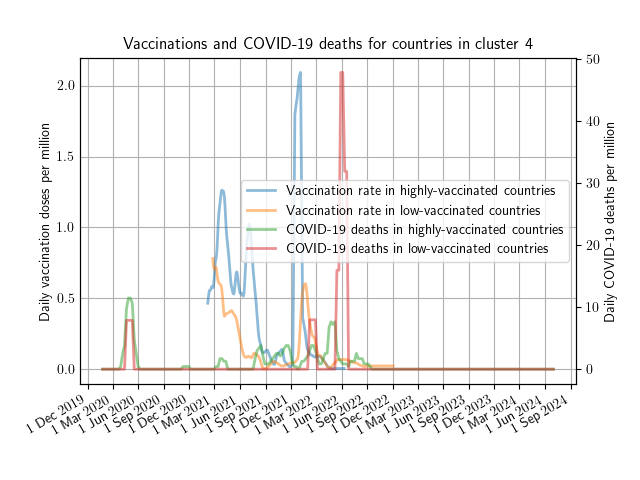 Vaccinations and COVID-19 deaths for countries in cluster 4
Daily vaccination doses per million
2.0
1.5
1.0
0.5
0.0
Vaccination rate in highly-vaccinated countries
Vaccination rate in low-vaccinated countries
COVID-19 deaths in highly-vaccinated countries
COVID-19 deaths in low-vaccinated countries
50
40
30
20
10
0
Daily COVID-19 deaths per million
1 Dec 2019
1 Mar 2020
1 Jun 2020
1 Sep 2020
1 Dec 2020
1 Mar 2021
1 Jun 2021
1 Sep 2021
1 Dec 2021
1 Mar 2022
1 Jun 2022
1 Sep 2022
1 Dec 2022
1 Mar 2023
1 Jun 2023
1 Sep 2023
1 Dec 2023
1 Mar 2024
1 Jun 2024
1 Sep 2024